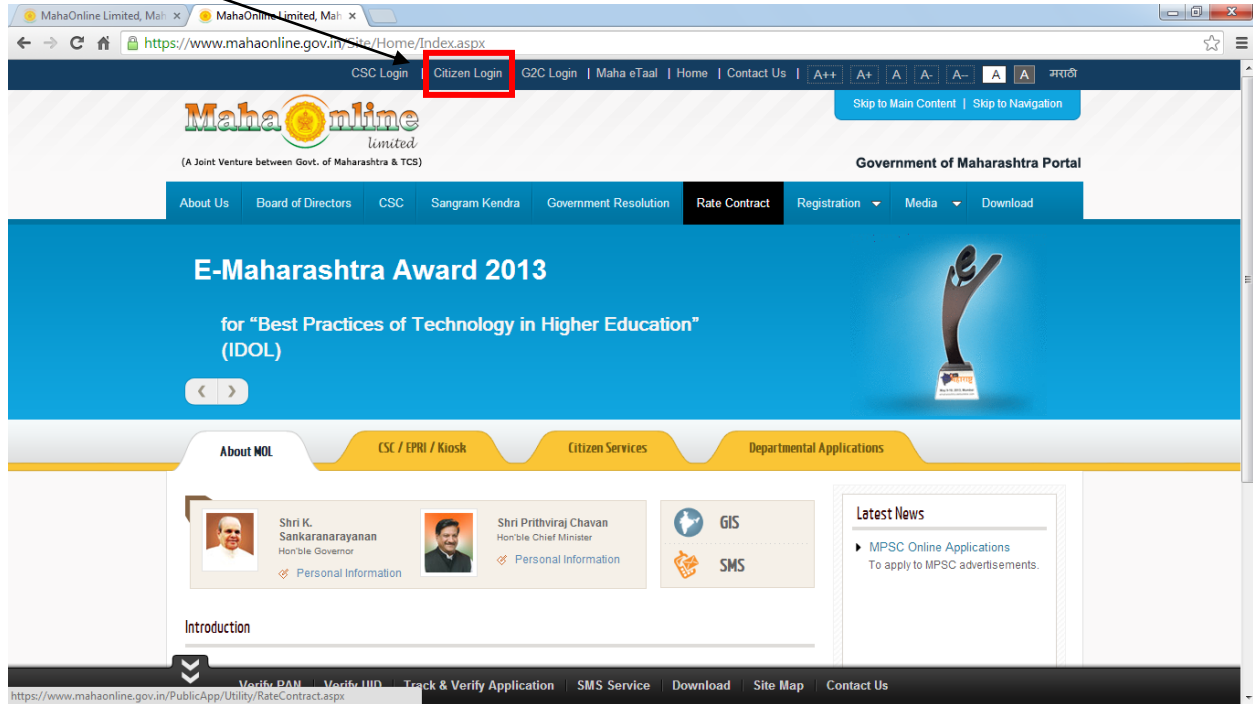 MahaOnline Limited, Mah
MahaOnline Limited, Mah
https://www.mahaonline.gov.in/Site/Home/Index.aspx
CSC Login | Citizen Login G2C Login | Maha eTaal | Home | Contact Us | A++ A+ A A- A-- A A मराठी
Skip to Main Content | Skip to Navigation
MahaOnline
limited
(A Joint Venture between Govt. of Maharashtra & TCS)
Government of Maharashtra Portal
About Us Board of Directors CSC Sangram Kendra Government Resolution Rate Contract Registration Media Download
E-Maharashtra Award 2013
for “Best Practices of Technology in Higher Education”
(IDOL)
About MOL CSC / EPRI / Kiosk Citizen Services Departmental Applications
Shri K.
Sankaranarayanan
Hon'ble Governor
Personal Information
Shri Prithviraj Chavan
Hon'ble Chief Minister
Personal Information
GIS
SMS
Latest News
MPSC Online Applications
To apply to MPSC advertisements.
Introduction
Verify PAN Verify UID Track & Verify Application SMS Service Download Site Map Contact Us
https://www.mahaonline.gov.in/PublicApp/Utility/RateContract.aspx